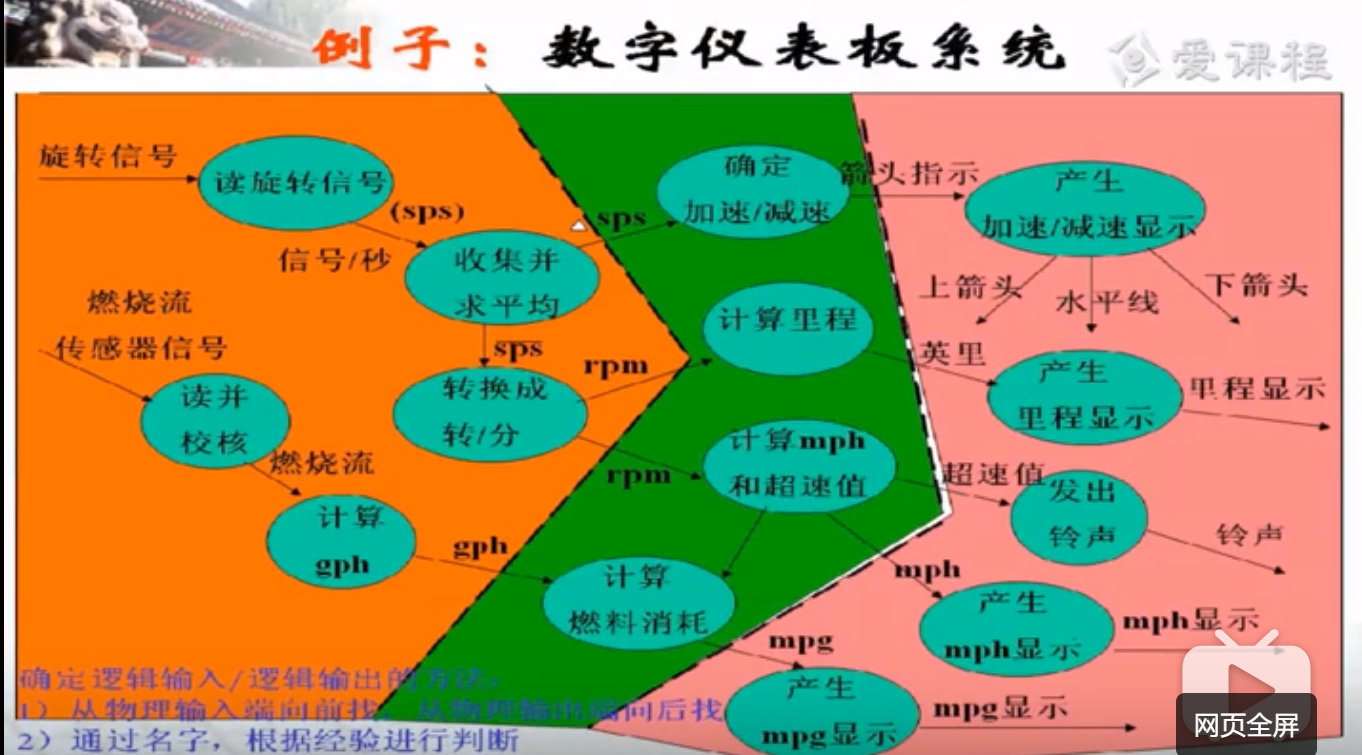 例子：数字仪表板系统
爱课程
旋转信号
读旋转信号
(sps)
信号/秒
收集并
求平均
sps
确定
加速/减速
箭头指示
产生
加速/减速显示
上箭头
水平线
下箭头
燃烧流
传感器信号
读并
校核
sps
转换成
转/分
rpm
计算里程
英里
产生
里程显示
里程显示
燃烧流
计算
gph
rpm
计算mph
和超速值
超速值
发出
铃声
铃声
gph
计算
燃料消耗
mph
产生
mph显示
mph显示
mpg
产生
mpg显示
mpg显示
确定逻辑输入/逻辑输出的方法：
1）从物理输入端向前找，从物理输出端向后找
2）通过名字，根据经验进行判断
网页全屏